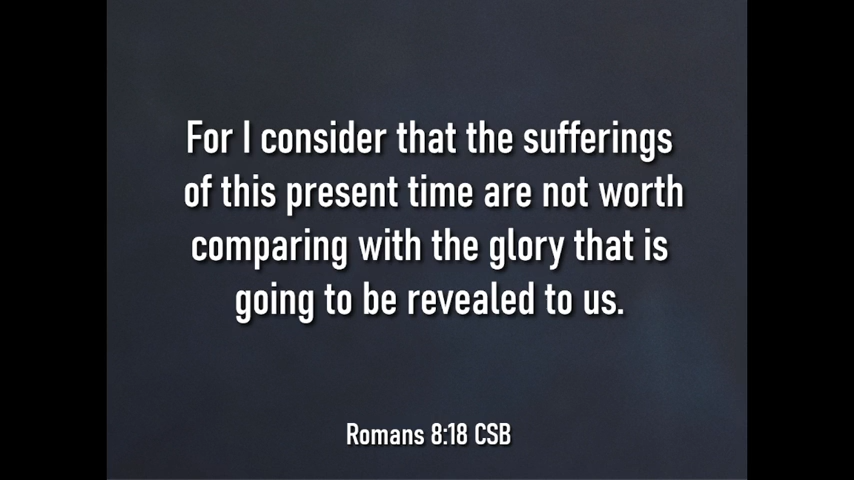 For I consider that the sufferings
of this present time are not worth
comparing with the glory that is
going to be revealed to us.
Romans 8:18 CSB